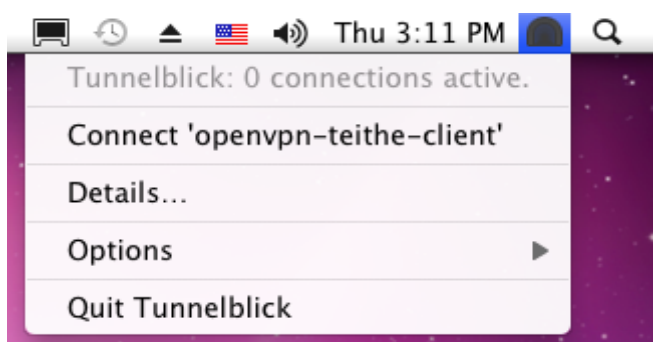 Thu 3:11 PM
Tunnelblick: 0 connections active.
Connect 'openvpn-teithe-client'
Details...
Options
Quit Tunnelblick